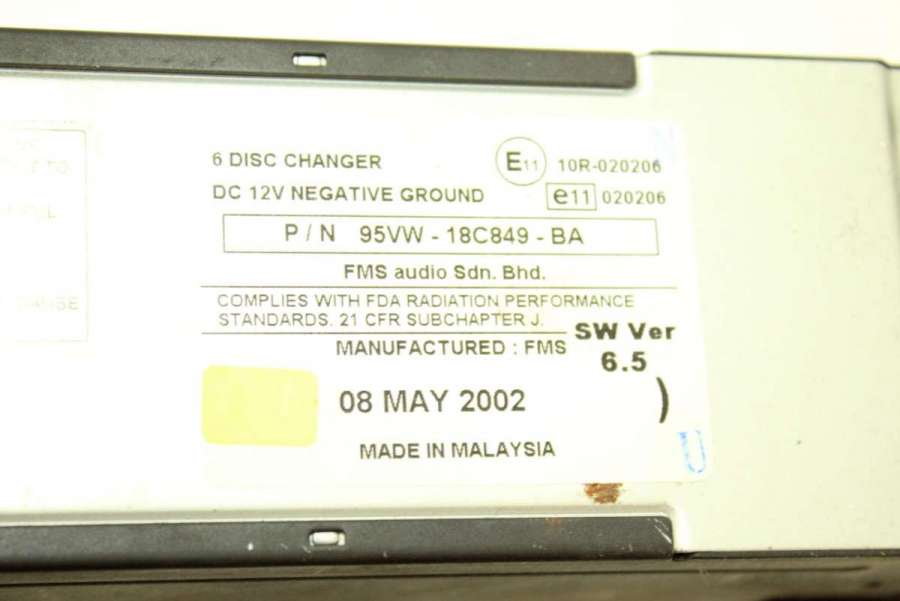 6 DISC CHANGER E11 10R-020206
DC 12V NEGATIVE GROUND e11 020206
P / N 95VW - 18C849 - BA
FMS audio Sdn. Bhd.
COMPLIES WITH FDA RADIATION PERFORMANCE
STANDARDS. 21 CFR SUBCHAPTER J.
SW Ver
6.5
MANUFACTURED : FMS
08 MAY 2002 )
MADE IN MALAYSIA
U